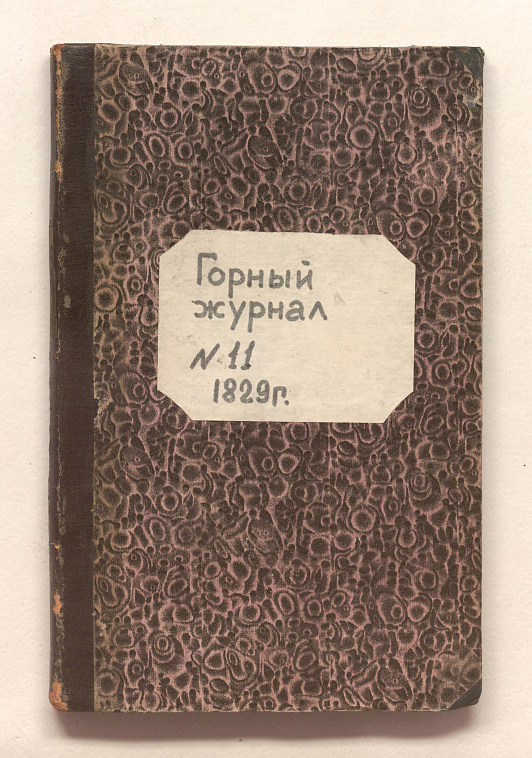 Горный
журнал
N 11
1829г.